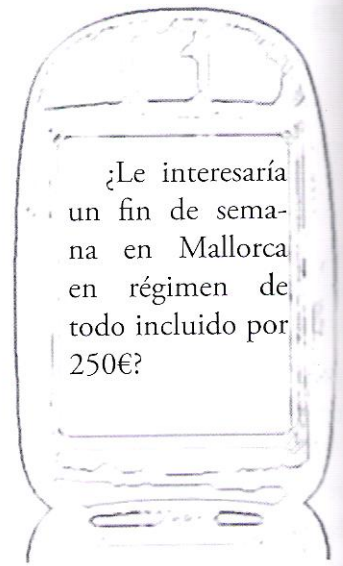 ¿Le interesaría
un fin de sema-
na en Mallorca
en régimen de
todo incluido por
250€?